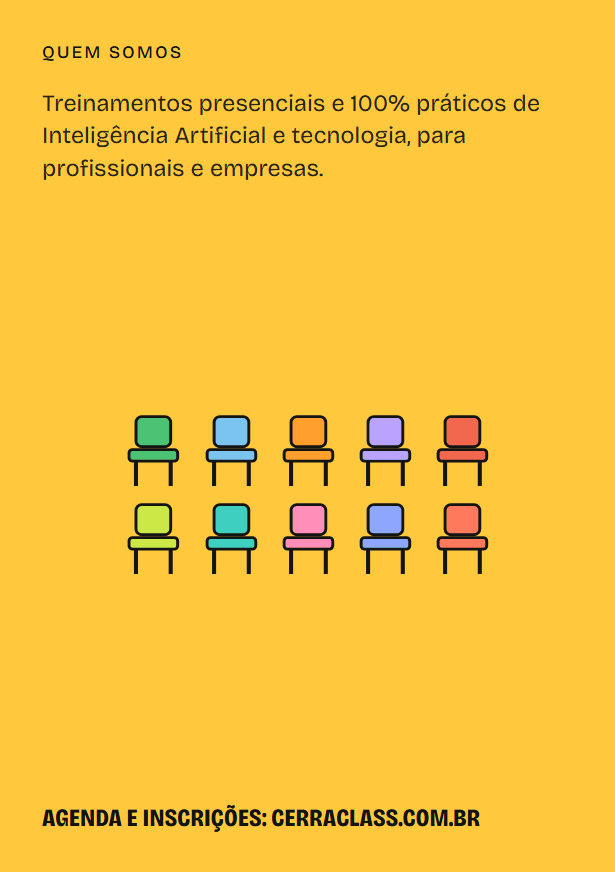 QUEM SOMOS
Treinamentos presenciais e 100% práticos de
Inteligência Artificial e tecnologia, para
profissionais e empresas.
AGENDA E INSCRIÇÕES: CERRACLASS.COM.BR